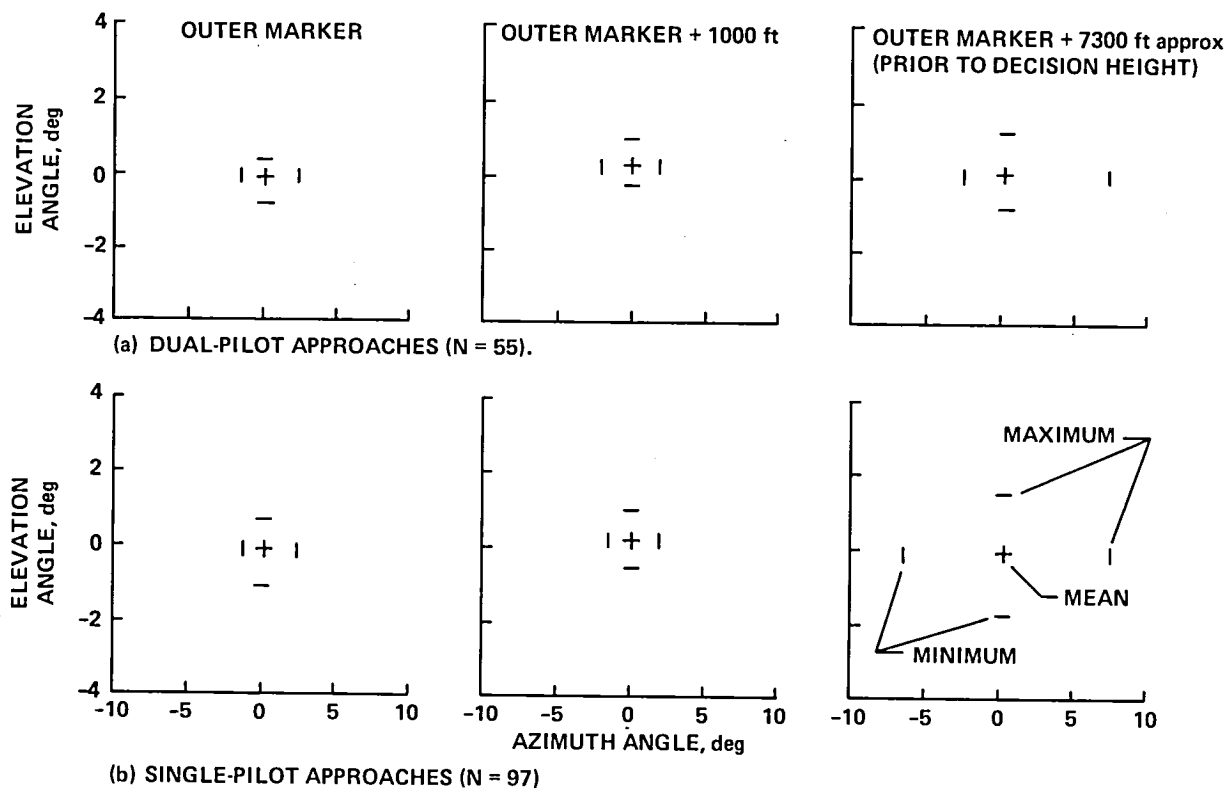 OUTER MARKER
OUTER MARKER + 1000 ft
OUTER MARKER + 7300 ft approx
(PRIOR TO DECISION HEIGHT)
ELEVATION
ANGLE, deg
4
2
0
−2
−4
(a) DUAL-PILOT APPROACHES (N = 55).
ELEVATION
ANGLE, deg
4
2
0
−2
−4
MAXIMUM
MEAN
MINIMUM
−10 −5 0 5 10
−10 −5 0 5 10
−10 −5 0 5 10
AZIMUTH ANGLE, deg
(b) SINGLE-PILOT APPROACHES (N = 97)